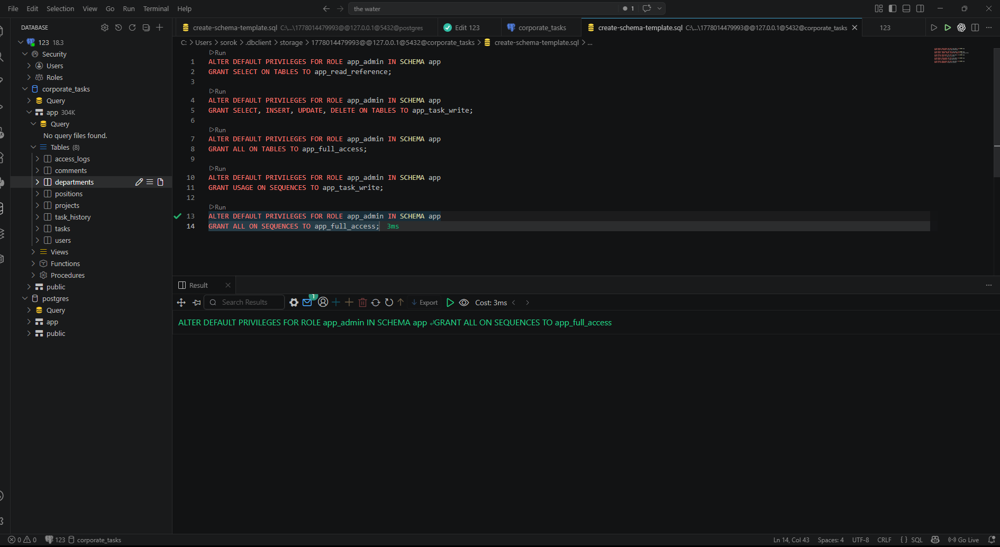 File Edit Selection View Go Run Terminal Help
the water
1
DATABASE
create-schema-template.sql C:\...\1778014479993@@127.0.0.1@5432@postgres
Edit 123
corporate_tasks
create-schema-template.sql C:\...\1778014479993@@127.0.0.1@5432@corporate_tasks
123
C: > Users > sorok > .dbclient > storage > 1778014479993@@127.0.0.1@5432@corporate_tasks > create-schema-template.sql > ...
123 18.3
Security
Users
Roles
corporate_tasks
Query
app 304K
Query
No query files found.
Tables (8)
access_logs
comments
departments
positions
projects
task_history
tasks
users
Views
Functions
Procedures
public
postgres
Query
app
public
Run
1 ALTER DEFAULT PRIVILEGES FOR ROLE app_admin IN SCHEMA app
2 GRANT SELECT ON TABLES TO app_read_reference;
3
Run
4 ALTER DEFAULT PRIVILEGES FOR ROLE app_admin IN SCHEMA app
5 GRANT SELECT, INSERT, UPDATE, DELETE ON TABLES TO app_task_write;
6
Run
7 ALTER DEFAULT PRIVILEGES FOR ROLE app_admin IN SCHEMA app
8 GRANT ALL ON TABLES TO app_full_access;
9
Run
10 ALTER DEFAULT PRIVILEGES FOR ROLE app_admin IN SCHEMA app
11 GRANT USAGE ON SEQUENCES TO app_task_write;
12
Run
13 ALTER DEFAULT PRIVILEGES FOR ROLE app_admin IN SCHEMA app
14 GRANT ALL ON SEQUENCES TO app_full_access; 3ms
Result
Search Results
1
Export
Cost: 3ms
ALTER DEFAULT PRIVILEGES FOR ROLE app_admin IN SCHEMA app ↵GRANT ALL ON SEQUENCES TO app_full_access
0 0 123 corporate_tasks
Ln 14, Col 43 Spaces: 4 UTF-8 CRLF { } SQL Go Live